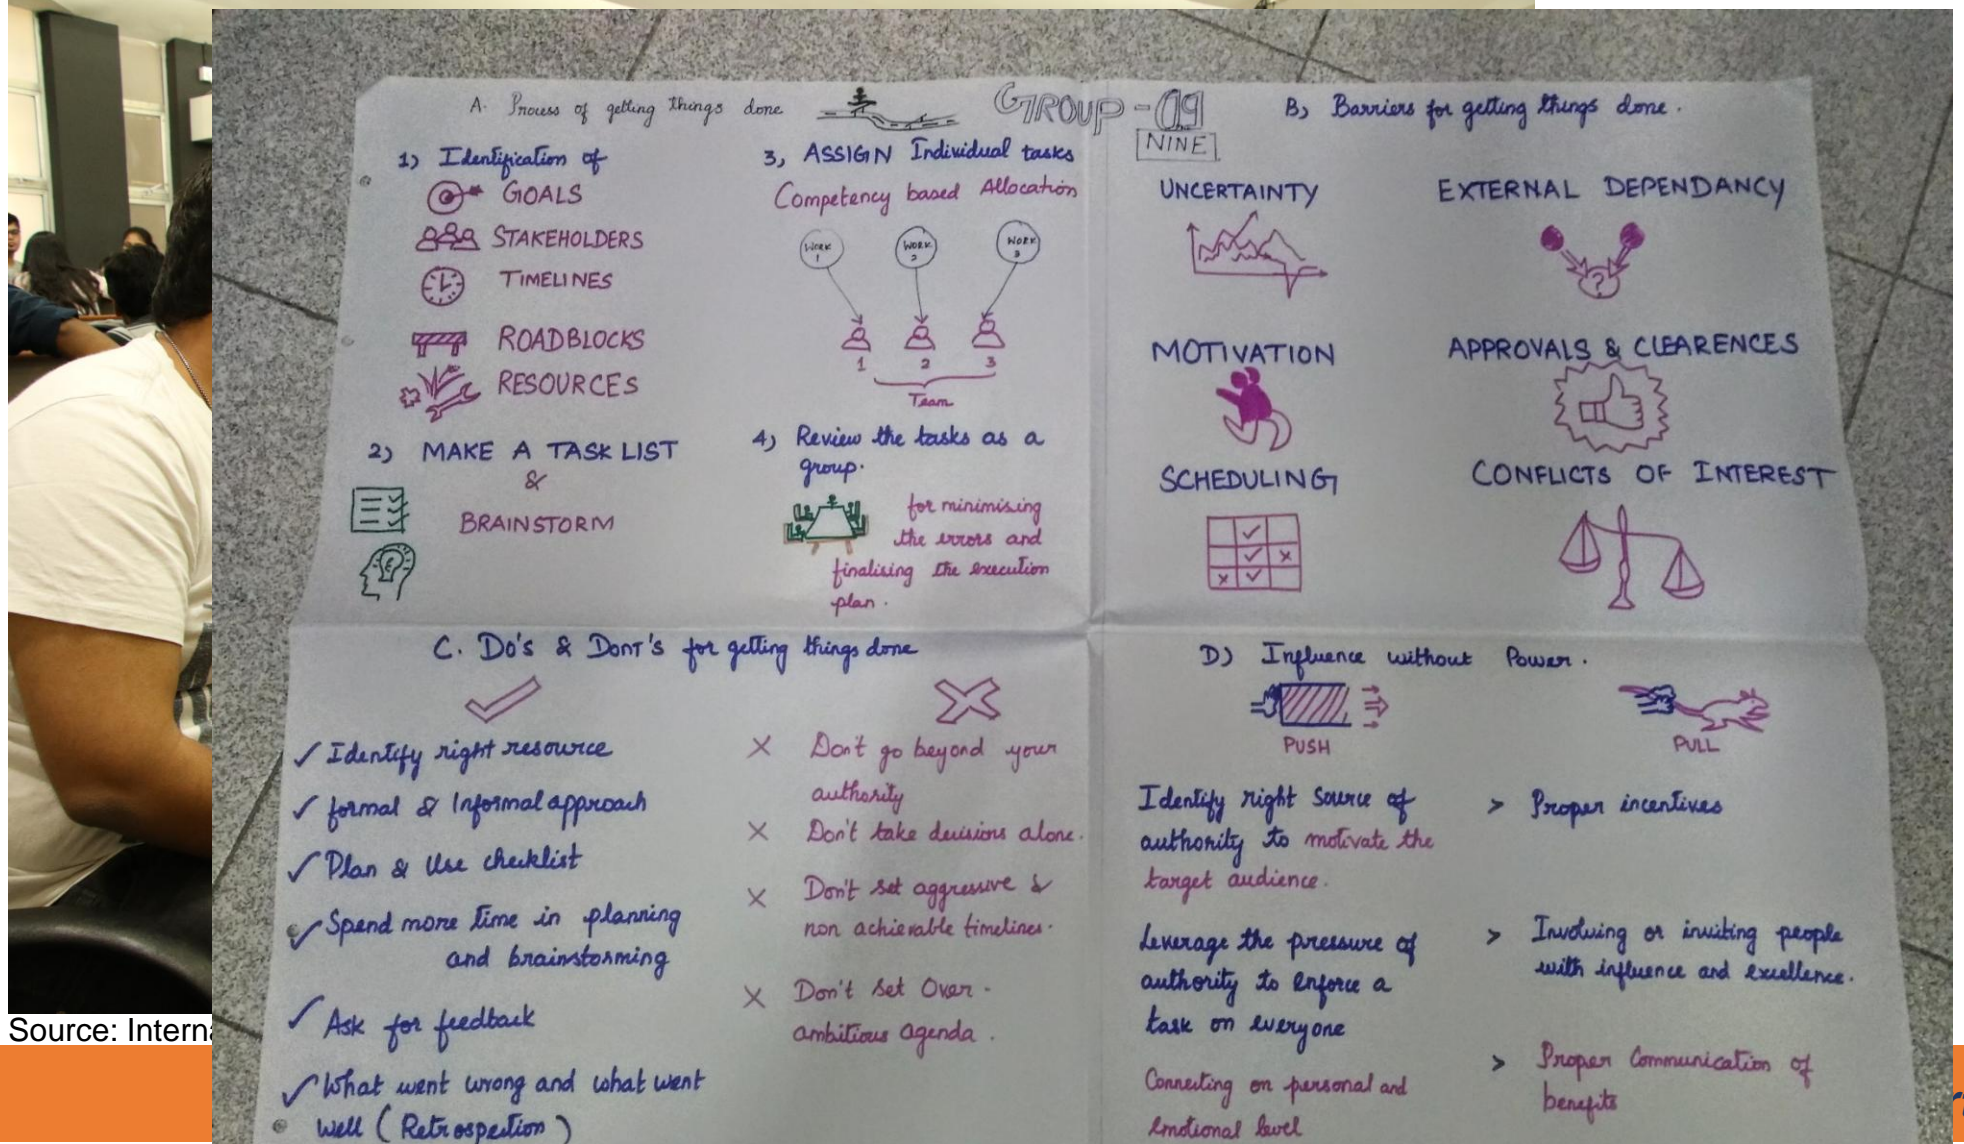 A. Process of getting things done
GROUP-09
NINE
1) Identification of
GOALS
STAKEHOLDERS
TIMELINES
ROADBLOCKS
RESOURCES
2) MAKE A TASK LIST
&
BRAINSTORM
3, ASSIGN Individual tasks
Competency based Allocation
WORK
1
WORK
2
WORK
3
1
2
3
Team
4) Review the tasks as a
group.
for minimising
the errors and
finalising the execution
plan.
B) Barriers for getting things done.
UNCERTAINTY
EXTERNAL DEPENDANCY
?
MOTIVATION
APPROVALS & CLEARENCES
SCHEDULING
CONFLICTS OF INTEREST
C. Do's & Dont's for getting things done
✓ Identify right resource
✓ formal & Informal approach
✓ Plan & Use checklist
✓ Spend more time in planning
and brainstorming
✓ Ask for feedback
✓ What went wrong and what went
well (Retrospection)
X Don't go beyond your
authority
X Don't take decisions alone.
X Don't set aggressive &
non achievable timelines.
X Don't set Over-
ambitious agenda.
D) Influence without Power.
PUSH
Identify right source of
authority to motivate the
target audience.
Leverage the pressure of
authority to enforce a
task on everyone
Connecting on personal and
emotional level
PULL
> Proper incentives
> Involving or inviting people
with influence and excellence.
> Proper Communication of
benefits
Source: Interna